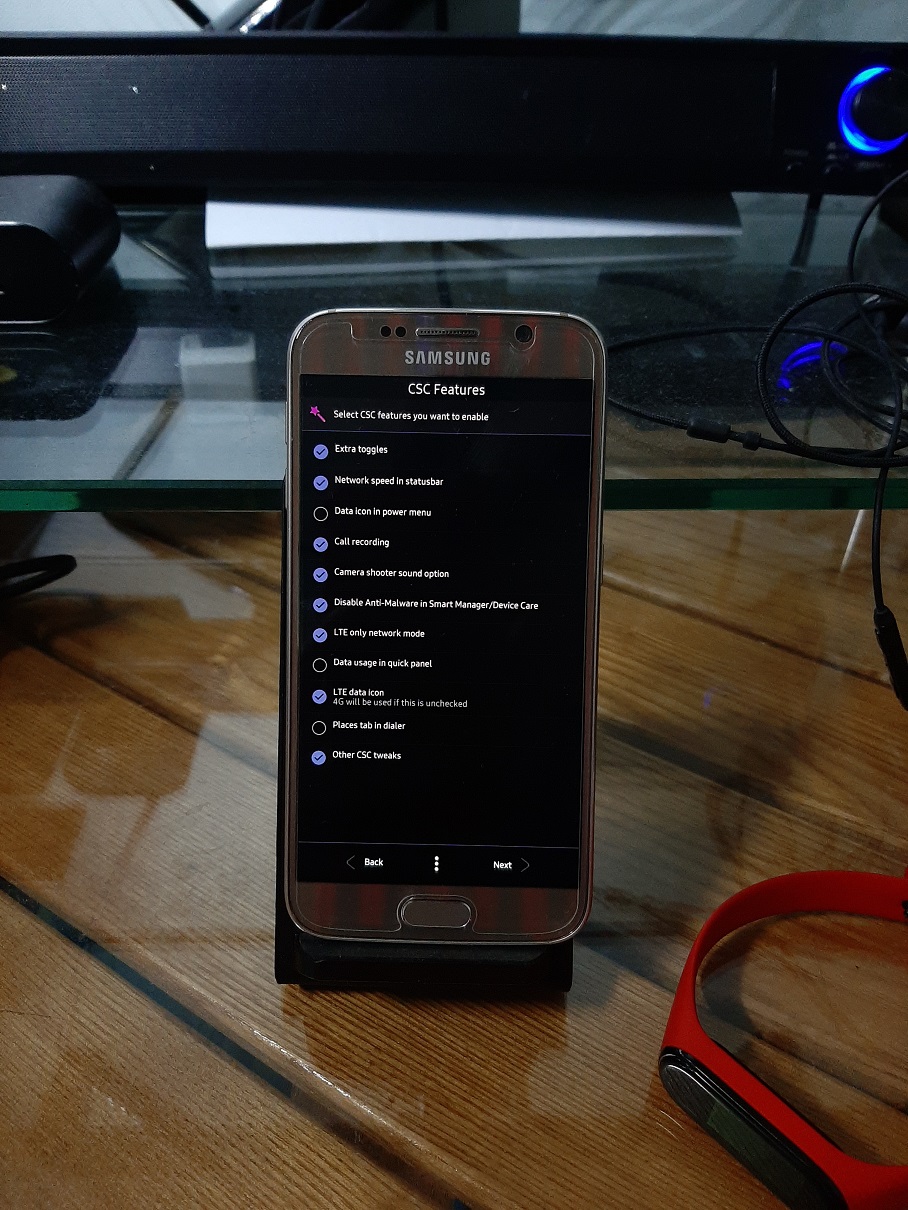 SAMSUNG
CSC Features
Select CSC features you want to enable
Extra toggles
Network speed in statusbar
Data icon in power menu
Call recording
Camera shooter sound option
Disable Anti-Malware in Smart Manager/Device Care
LTE only network mode
Data usage in quick panel
LTE data icon
4G will be used if this is unchecked
Places tab in dialer
Other CSC tweaks
Back
Next